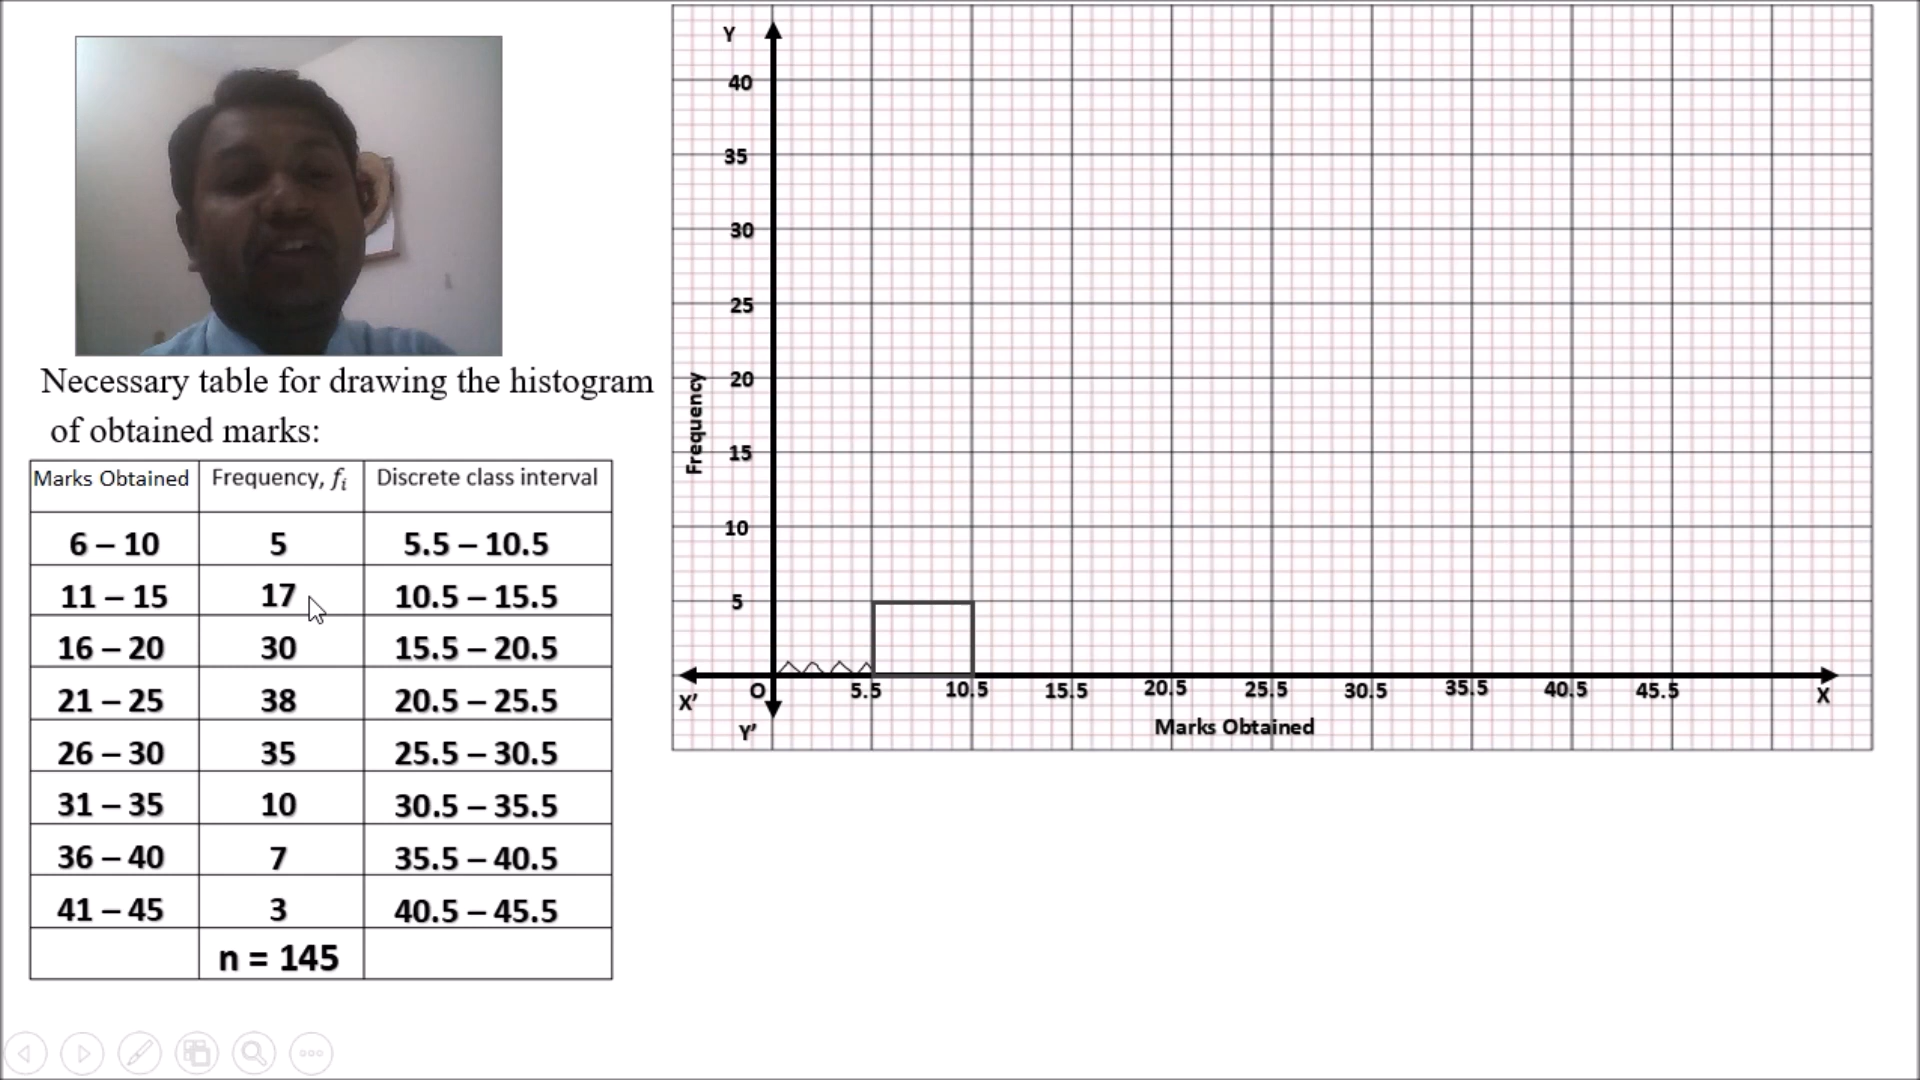 Necessary table for drawing the histogram
of obtained marks:
Marks Obtained Frequency, fᵢ Discrete class interval
6 – 10 5 5.5 – 10.5
11 – 15 17 10.5 – 15.5
16 – 20 30 15.5 – 20.5
21 – 25 38 20.5 – 25.5
26 – 30 35 25.5 – 30.5
31 – 35 10 30.5 – 35.5
36 – 40 7 35.5 – 40.5
41 – 45 3 40.5 – 45.5
n = 145
Y
40
35
30
25
20
15
10
5
Frequency
O 5.5 10.5 15.5 20.5 25.5 30.5 35.5 40.5 45.5
X’ X
Y’
Marks Obtained